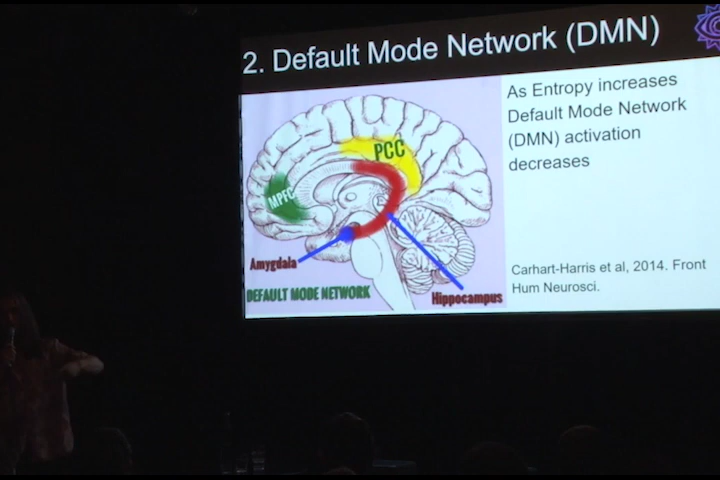 2. Default Mode Network (DMN)
As Entropy increases
Default Mode Network
(DMN) activation
decreases
PCC
MPFC
Amygdala
DEFAULT MODE NETWORK
Hippocampus
Carhart-Harris et al, 2014. Front
Hum Neurosci.